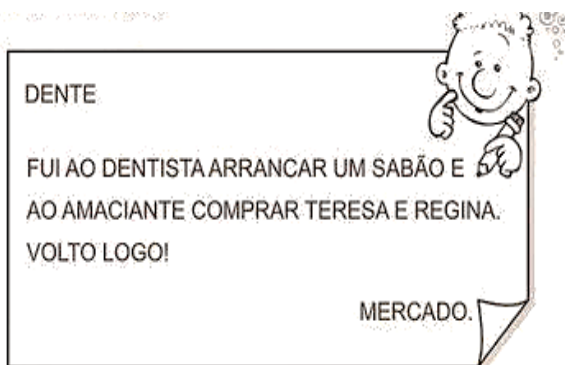 DENTE
FUI AO DENTISTA ARRANCAR UM SABÃO E
AO AMACIANTE COMPRAR TERESA E REGINA.
VOLTO LOGO!
MERCADO.